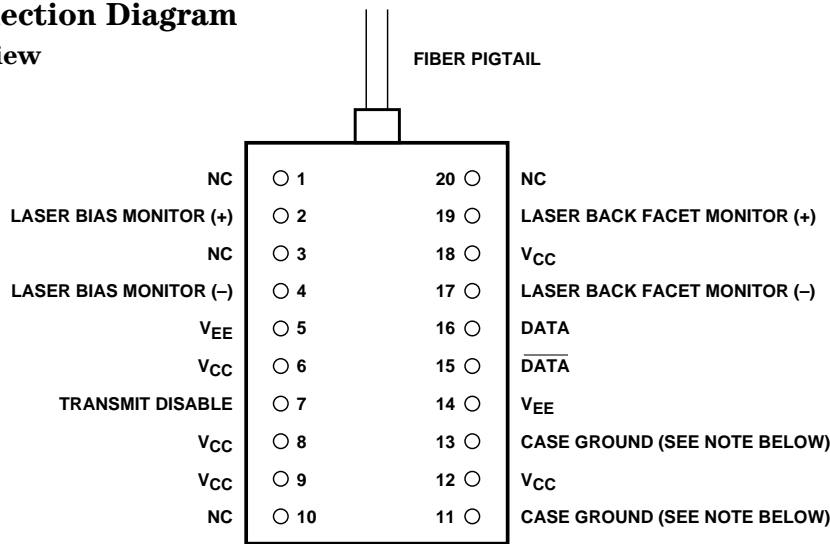 ection Diagram
iew
FIBER PIGTAIL
NC 1 20 NC
LASER BIAS MONITOR (+) 2 19 LASER BACK FACET MONITOR (+)
NC 3 18 VCC
LASER BIAS MONITOR (–) 4 17 LASER BACK FACET MONITOR (–)
VEE 5 16 DATA
VCC 6 15 D̅A̅T̅A̅
TRANSMIT DISABLE 7 14 VEE
VCC 8 13 CASE GROUND (SEE NOTE BELOW)
VCC 9 12 VCC
NC 10 11 CASE GROUND (SEE NOTE BELOW)